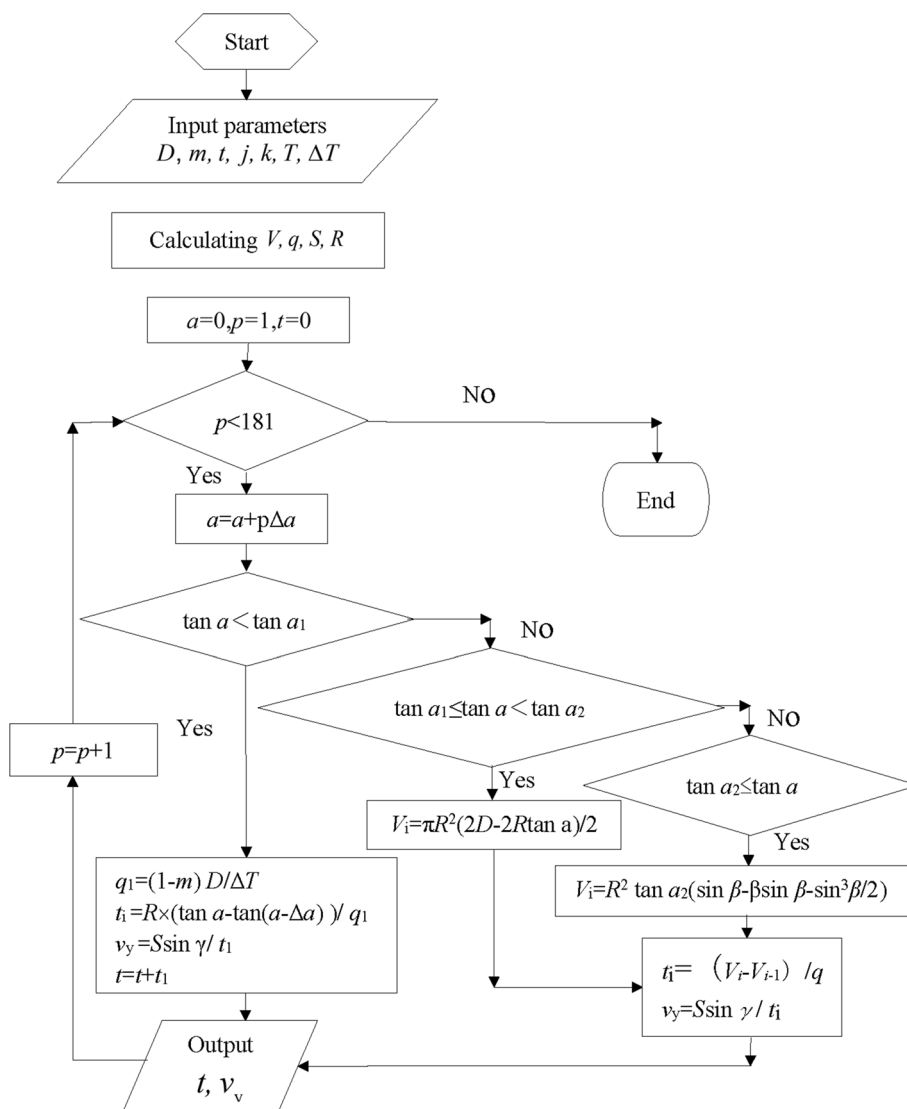 Start
Input parameters
D, m, t, j, k, T, ΔT
Calculating V, q, S, R
a=0,p=1,t=0
p<181
No
Yes
End
a=a+pΔa
tan a＜tan a₁
No
Yes
tan a₁≤tan a＜tan a₂
No
p=p+1
Yes
tan a₂≤tan a
Vᵢ=πR²(2D-2Rtan a)/2
Yes
Vᵢ=R² tan a₂(sin β-βsin β-sin³β/2)
q₁=(1-m) D/ΔT
tᵢ=R×(tan a-tan(a-Δa) )/ q₁
vᵧ=Ssin γ/ t₁
t=t+t₁
tᵢ= （Vᵢ-Vᵢ₋₁）/q
vᵧ=Ssin γ/ tᵢ
Output
t, vᵥ